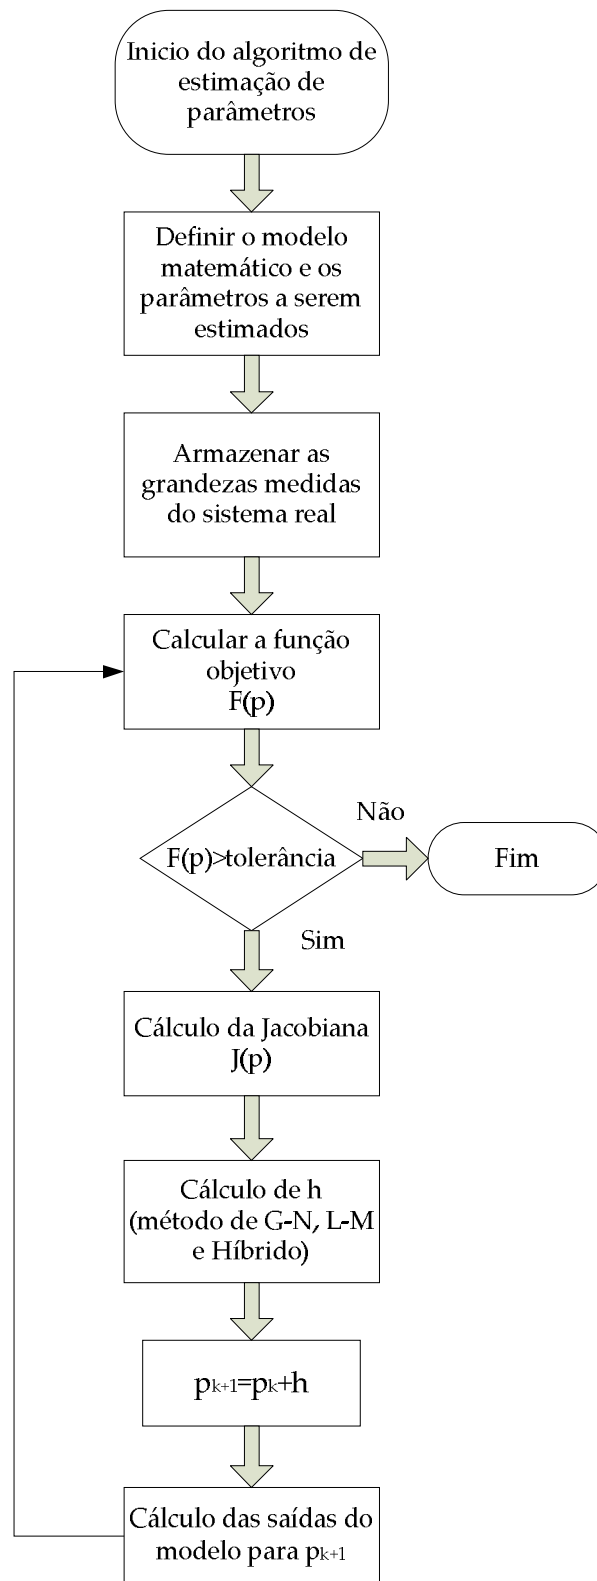 Inicio do algoritmo de
estimação de
parâmetros
Definir o modelo
matemático e os
parâmetros a serem
estimados
Armazenar as
grandezas medidas
do sistema real
Calcular a função
objetivo
F(p)
F(p)>tolerância
Não
Fim
Sim
Cálculo da Jacobiana
J(p)
Cálculo de h
(método de G-N, L-M
e Híbrido)
pk+1=pk+h
Cálculo das saídas do
modelo para pk+1